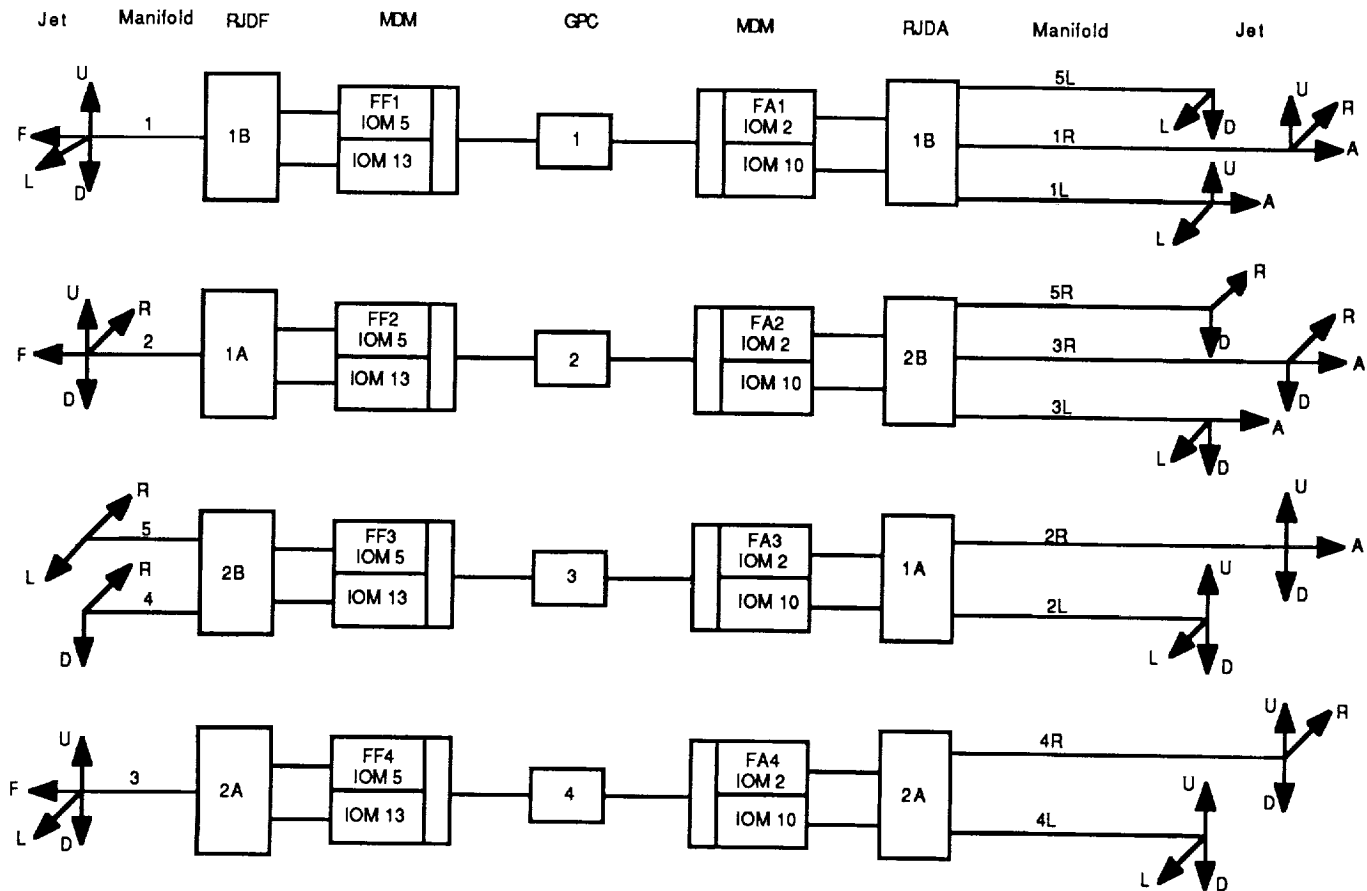 Jet Manifold RJDF MDM GPC MDM RJDA Manifold Jet
U
F
L
D
1
1B
FF1
IOM 5
IOM 13
1
FA1
IOM 2
IOM 10
1B
5L
L
D
1R
U
R
A
1L
U
A
L
U
R
F
D
2
1A
FF2
IOM 5
IOM 13
2
FA2
IOM 2
IOM 10
2B
5R
R
D
3R
R
A
D
3L
A
L
D
R
L
5
R
D
4
2B
FF3
IOM 5
IOM 13
3
FA3
IOM 2
IOM 10
1A
2R
U
A
D
2L
U
L
D
U
F
L
D
3
2A
FF4
IOM 5
IOM 13
4
FA4
IOM 2
IOM 10
2A
4R
U
R
D
4L
U
L
D